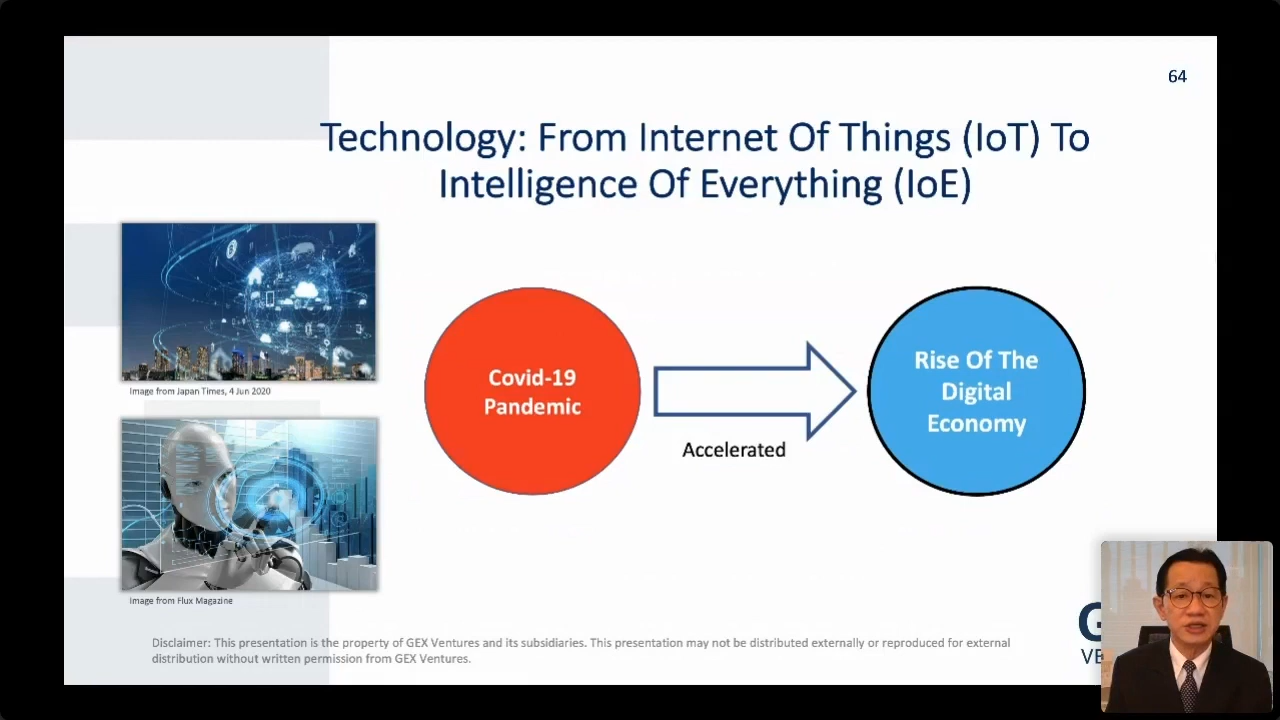 64
Technology: From Internet Of Things (IoT) To
Intelligence Of Everything (IoE)
Image from Japan Times, 4 Jun 2020
Covid-19
Pandemic
Accelerated
Rise Of The
Digital
Economy
Image from Flux Magazine
Disclaimer: This presentation is the property of GEX Ventures and its subsidiaries. This presentation may not be distributed externally or reproduced for external
distribution without written permission from GEX Ventures.